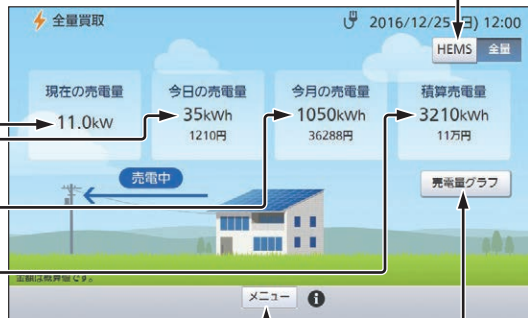 全量買取
2016/12/25(日) 12:00
HEMS 全量
現在の売電量
11.0kW
今日の売電量
35kWh
1210円
今月の売電量
1050kWh
36288円
積算売電量
3210kWh
11万円
売電中
売電量グラフ
金額は概算値です。
メニュー